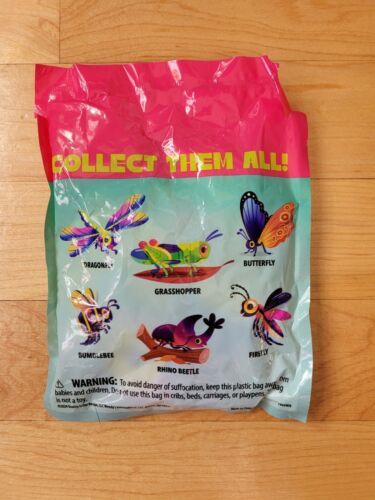 COLLECT THEM ALL!
DRAGONFLY
GRASSHOPPER
BUTTERFLY
BUMBLEBEE
RHINO BEETLE
FIREFLY
WARNING: To avoid danger of suffocation, keep this plastic bag away from
babies and children. Do not use this bag in cribs, beds, carriages, or playpens.
is not a toy.